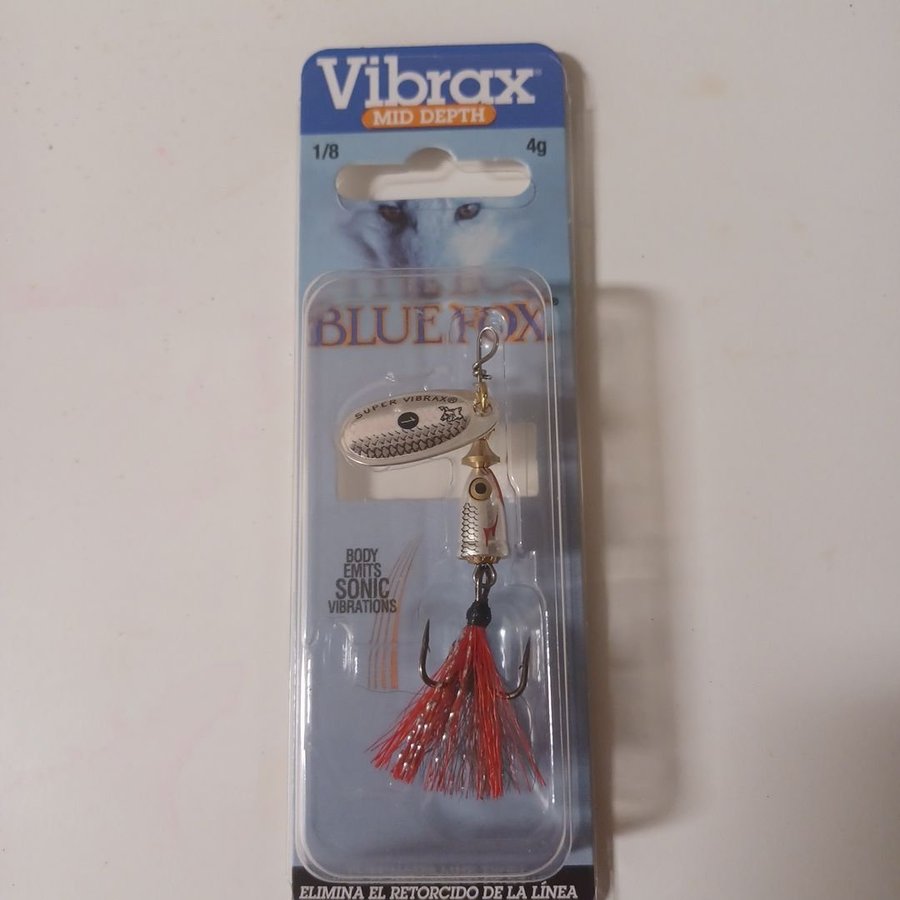 Vibrax®
MID DEPTH
1/8 4g
BLUE FOX
SUPER VIBRAX®
1
BODY
EMITS
SONIC
VIBRATIONS
ELIMINA EL RETORCIDO DE LA LÍNEA